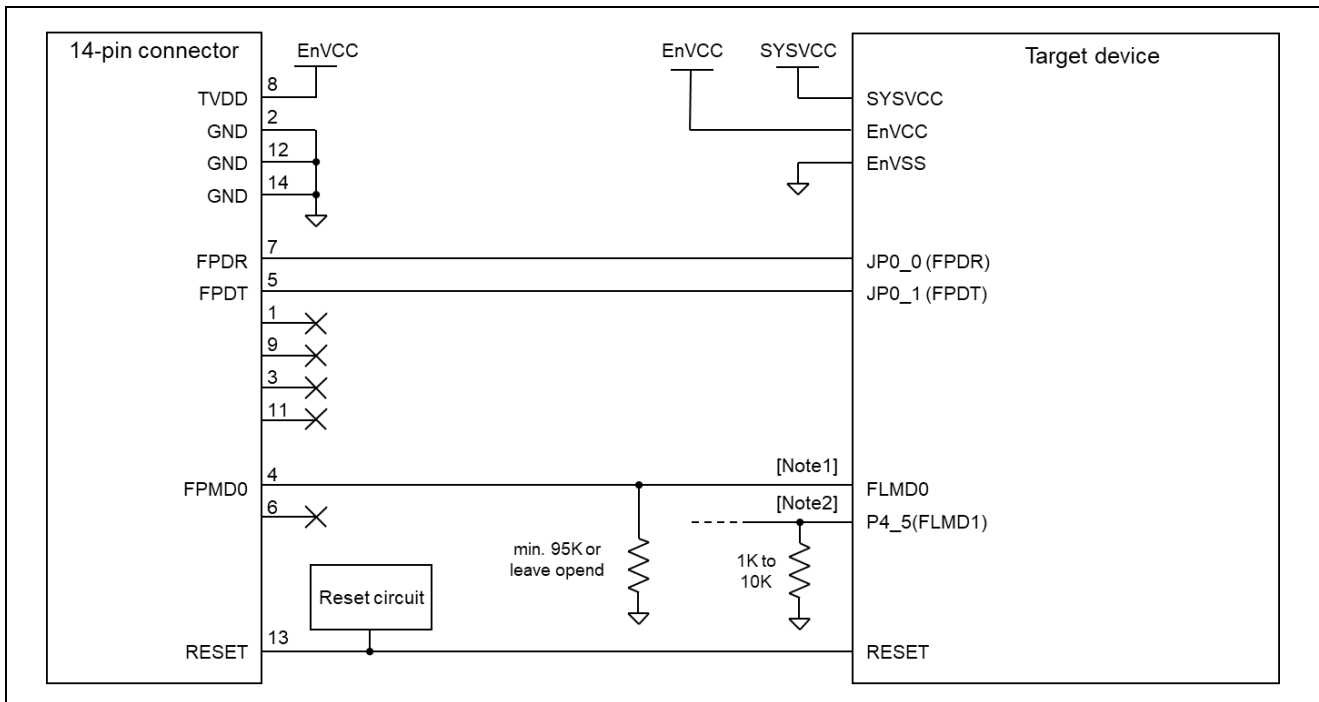 14-pin connector
EnVCC
EnVCC
SYSVCC
Target device
8
TVDD
SYSVCC
2
GND
EnVCC
12
GND
EnVSS
14
GND
7
FPDR
JP0_0 (FPDR)
5
FPDT
JP0_1 (FPDT)
1
9
3
11
[Note1]
4
FPMD0
FLMD0
[Note2]
6
P4_5(FLMD1)
min. 95K or
leave opend
1K to
10K
Reset circuit
13
RESET
RESET